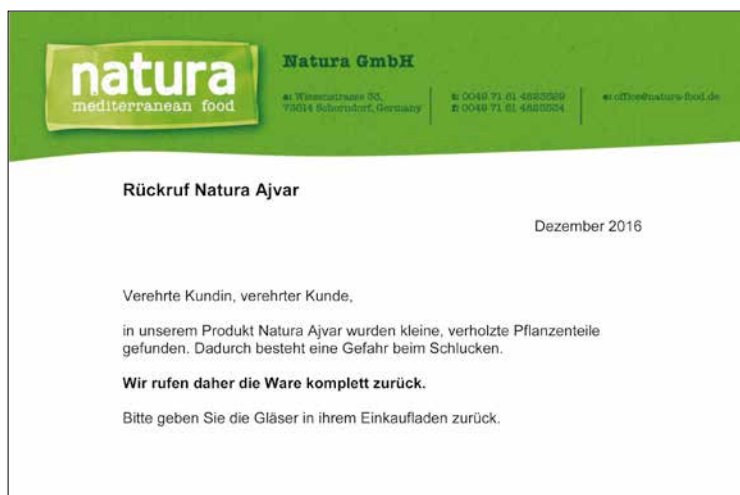 natura
mediterranean food
Natura GmbH
Germany
Rückruf Natura Ajvar
Dezember 2016
Verehrte Kundin, verehrter Kunde,
in unserem Produkt Natura Ajvar wurden kleine, verholzte Pflanzenteile
gefunden. Dadurch besteht eine Gefahr beim Schlucken.
Wir rufen daher die Ware komplett zurück.
Bitte geben Sie die Gläser in ihrem Einkaufladen zurück.